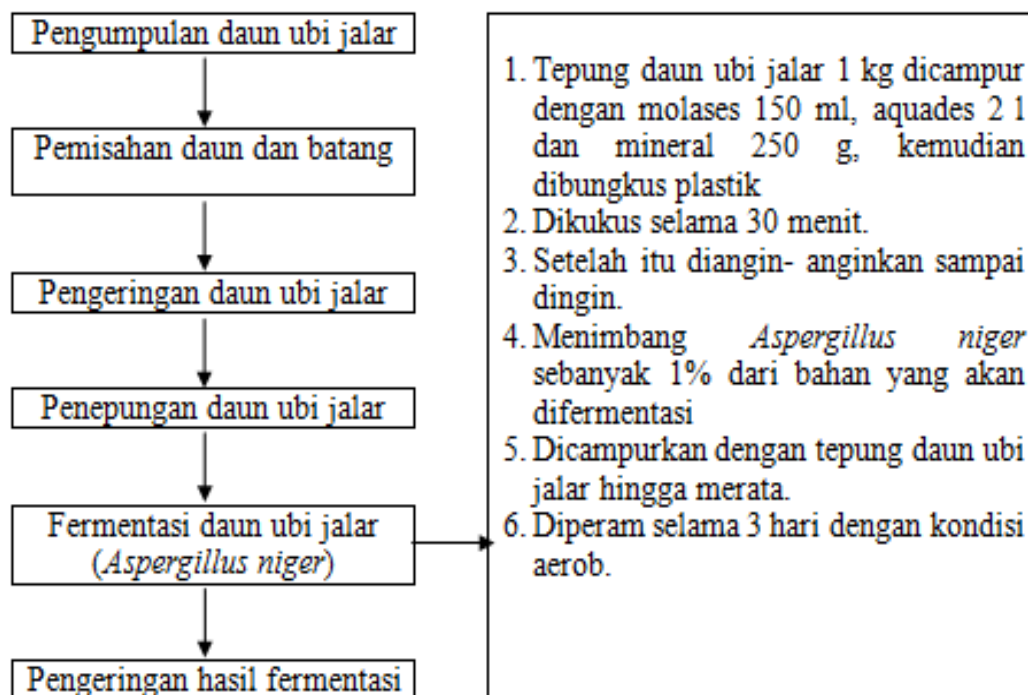 Pengumpulan daun ubi jalar
Pemisahan daun dan batang
Pengeringan daun ubi jalar
Penepungan daun ubi jalar
Fermentasi daun ubi jalar
(Aspergillus niger)
Pengeringan hasil fermentasi
1. Tepung daun ubi jalar 1 kg dicampur
dengan molases 150 ml, aquades 2 l
dan mineral 250 g, kemudian
dibungkus plastik
2. Dikukus selama 30 menit.
3. Setelah itu diangin- anginkan sampai
dingin.
4. Menimbang Aspergillus niger
sebanyak 1% dari bahan yang akan
difermentasi
5. Dicampurkan dengan tepung daun ubi
jalar hingga merata.
6. Diperam selama 3 hari dengan kondisi
aerob.